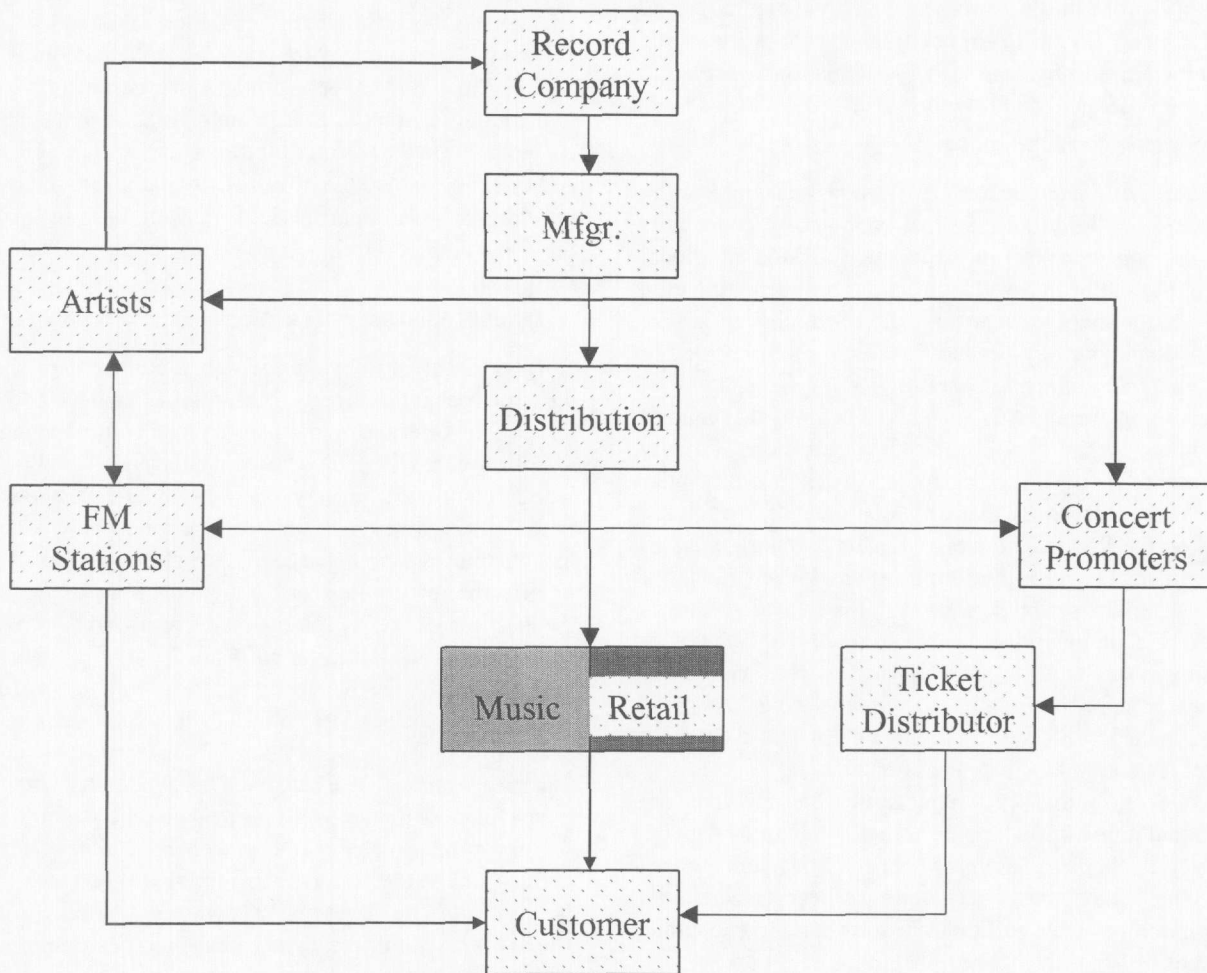 Record
Company
Mfgr.
Artists
Distribution
FM
Stations
Concert
Promoters
Music Retail
Ticket
Distributor
Customer